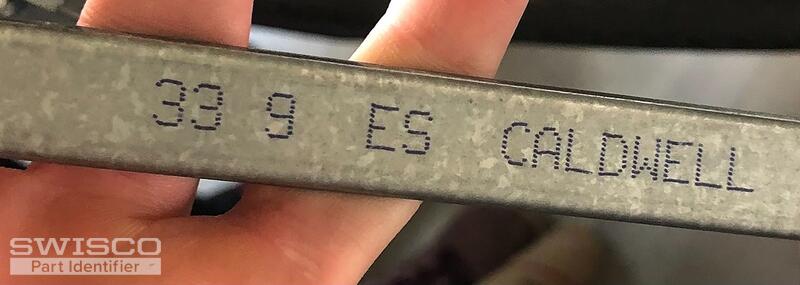 33 9 ES CALDWELL
SWISCO
Part Identifier